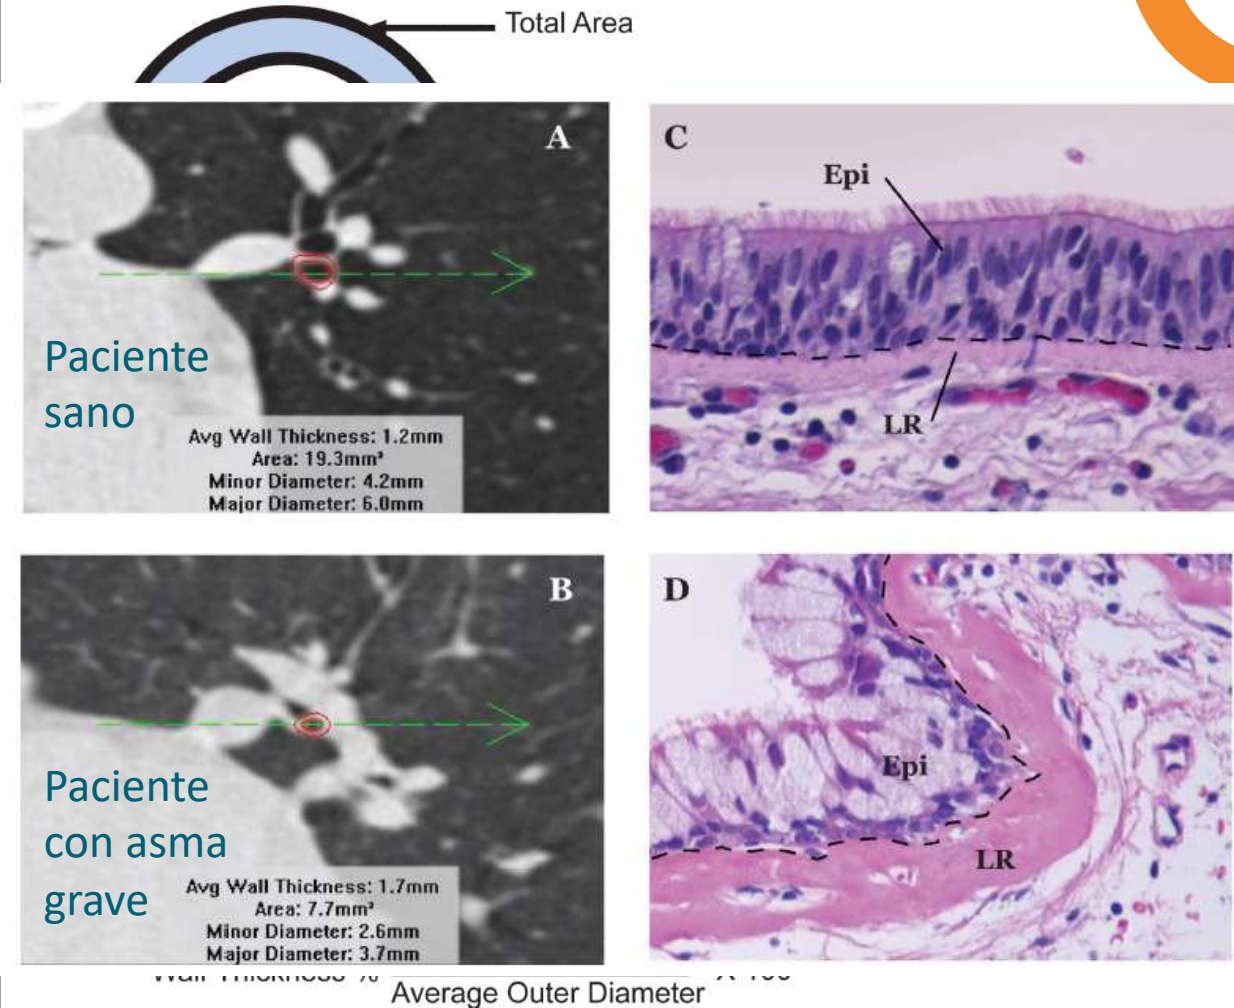 Total Area
A
Paciente
sano
Avg Wall Thickness: 1.2mm
Area: 19.3mm²
Minor Diameter: 4.2mm
Major Diameter: 6.0mm
C
Epi
LR
B
Paciente
con asma
grave
Avg Wall Thickness: 1.7mm
Area: 7.7mm²
Minor Diameter: 2.6mm
Major Diameter: 3.7mm
D
Epi
LR
Average Outer Diameter